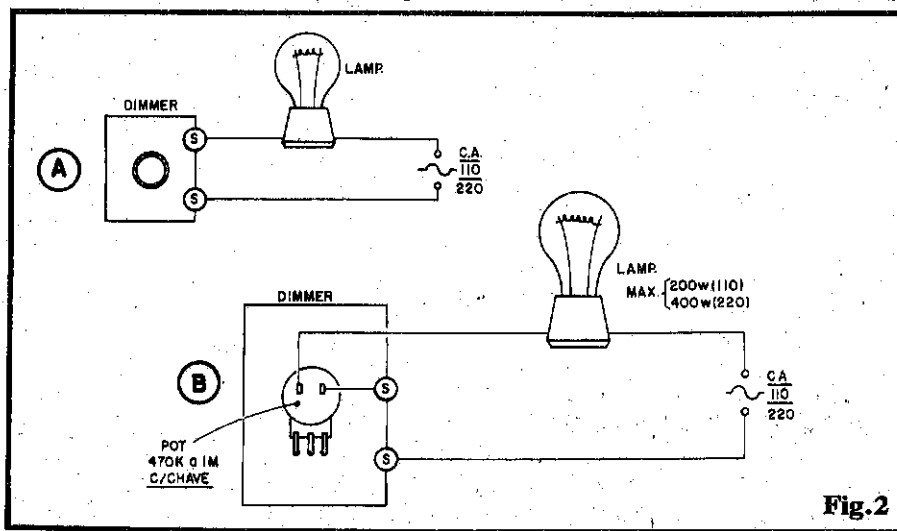 DIMMER
LAMP.
S
S
A
C.A.
110
220
DIMMER
LAMP.
MAX. {200w(110)
400w(220)
B
S
S
C.A.
110
220
POT
470K a 1M
C/CHAVE
Fig.2